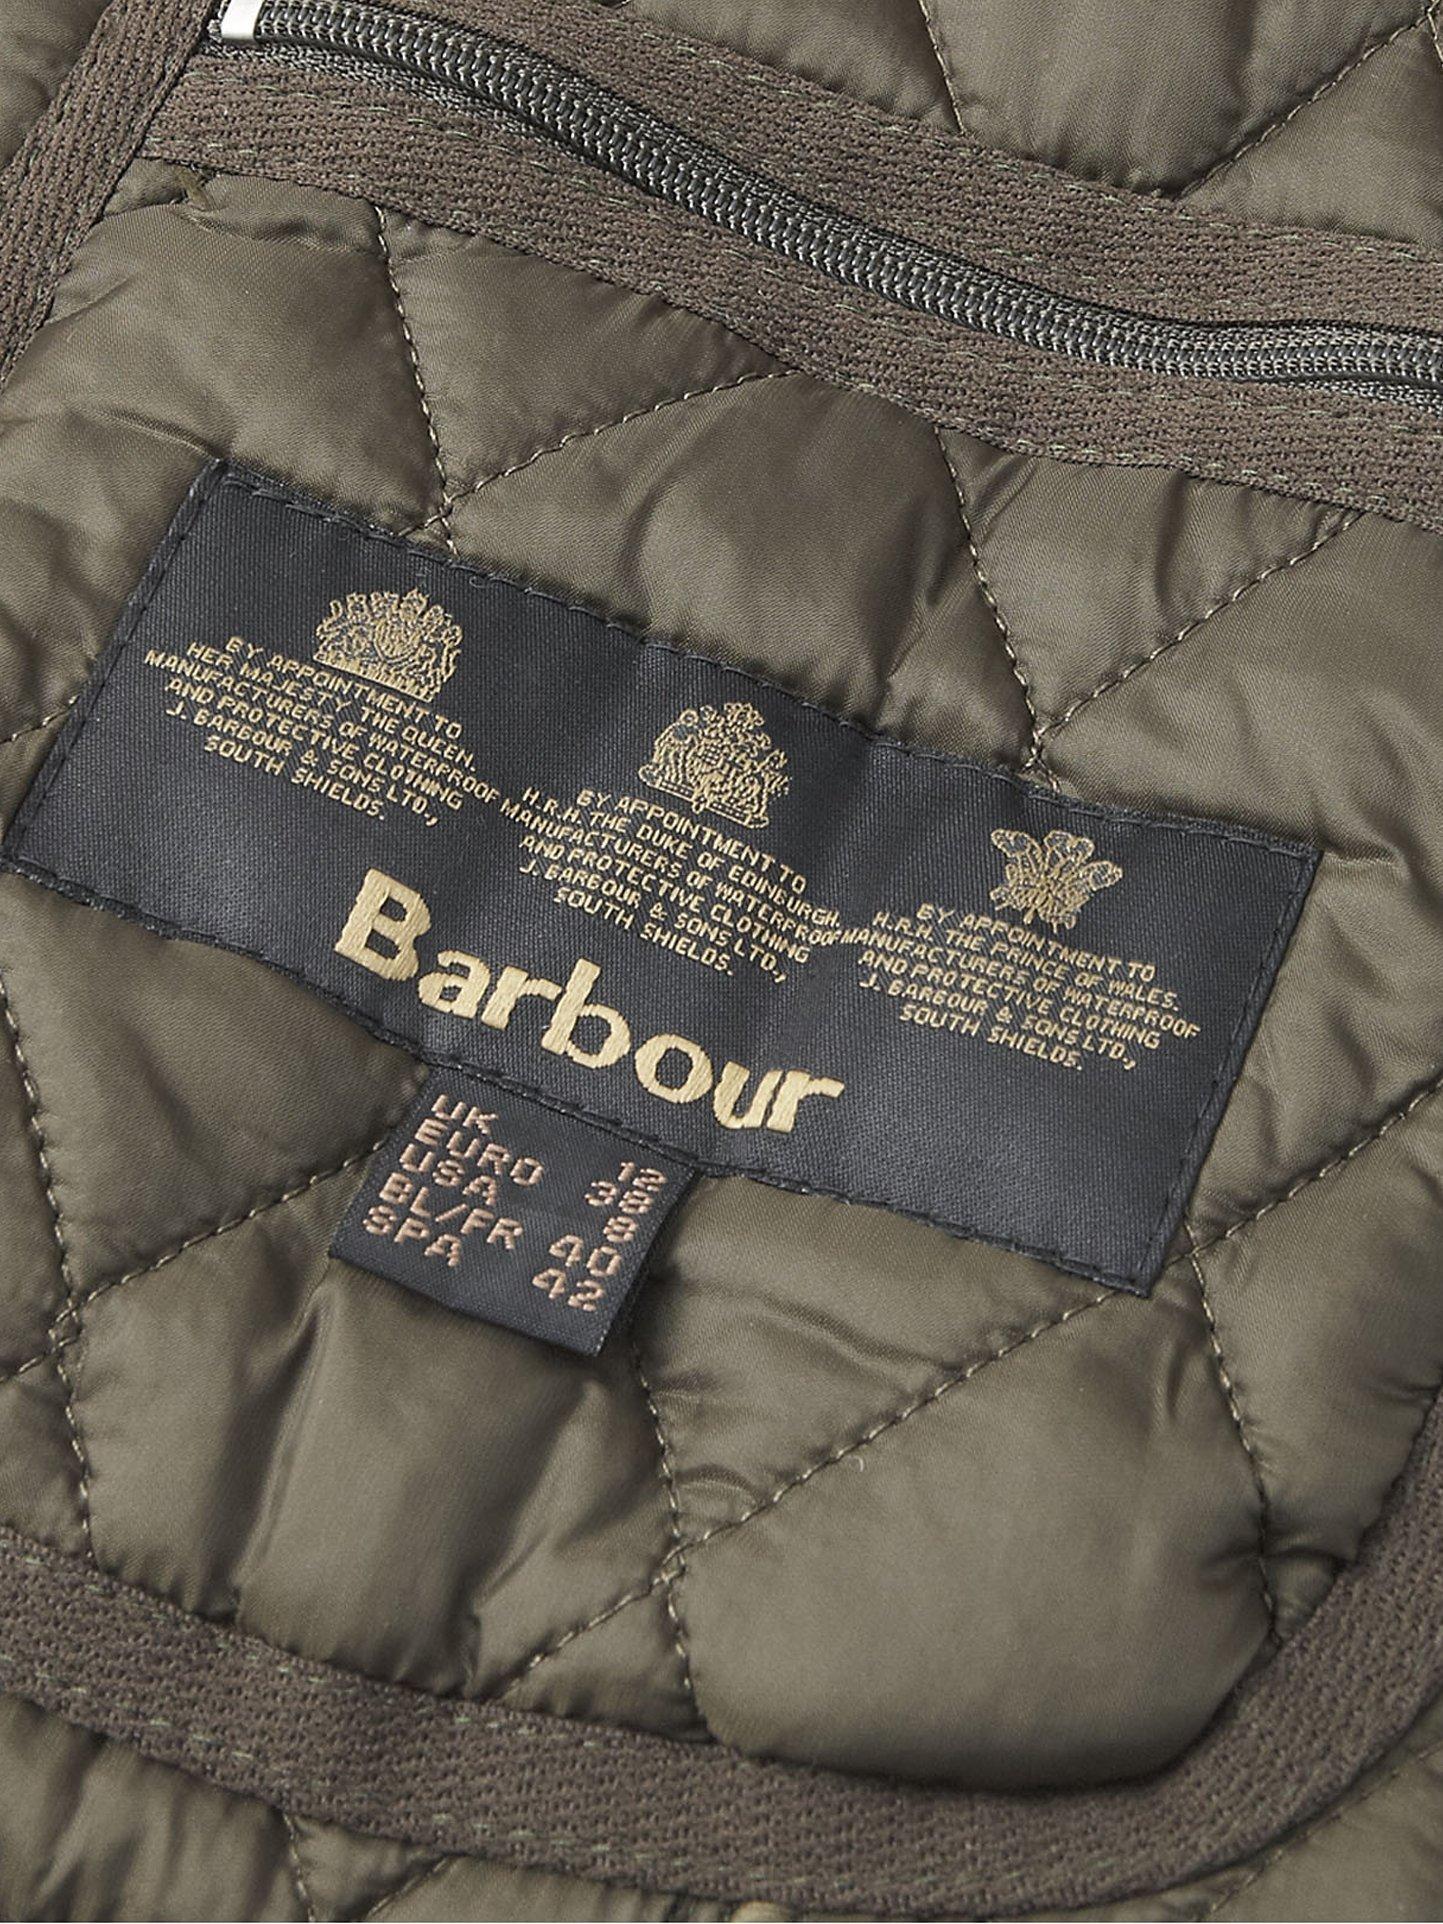 BY APPOINTMENT TO
HER MAJESTY THE QUEEN,
MANUFACTURERS OF WATERPROOF
AND PROTECTIVE CLOTHING
J. BARBOUR & SONS LTD.,
SOUTH SHIELDS.
BY APPOINTMENT TO
H.R.H. THE DUKE OF EDINBURGH,
MANUFACTURERS OF WATERPROOF
AND PROTECTIVE CLOTHING
J. BARBOUR & SONS LTD.,
SOUTH SHIELDS.
BY APPOINTMENT TO
H.R.H. THE PRINCE OF WALES.
MANUFACTURERS OF WATERPROOF
AND PROTECTIVE CLOTHING
J. BARBOUR & SONS LTD.,
SOUTH SHIELDS.
Barbour
UK 12
EURO 38
USA 8
BL/FR 40
SPA 42